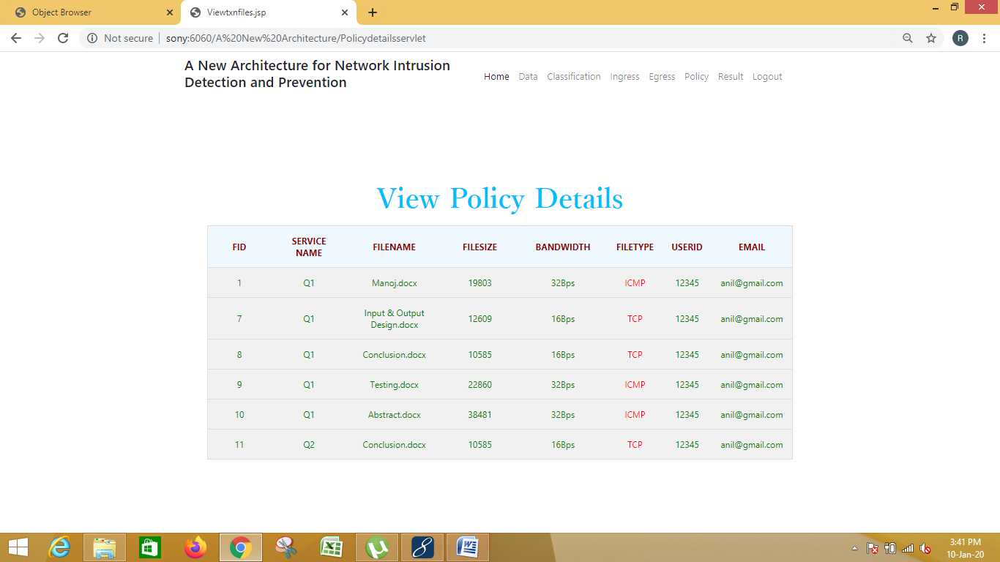 Object Browser
Viewtxnfiles.jsp
Not secure
sony:6060/A%20New%20Architecture/Policydetailsservlet
R
A New Architecture for Network Intrusion
Detection and Prevention
Home Data Classification Ingress Egress Policy Result Logout
View Policy Details
FID SERVICE NAME FILENAME FILESIZE BANDWIDTH FILETYPE USERID EMAIL
1 Q1 Manoj.docx 19803 32Bps ICMP 12345 anil@gmail.com
7 Q1 Input & Output Design.docx 12609 16Bps TCP 12345 anil@gmail.com
8 Q1 Conclusion.docx 10585 16Bps TCP 12345 anil@gmail.com
9 Q1 Testing.docx 22860 32Bps ICMP 12345 anil@gmail.com
10 Q1 Abstract.docx 38481 32Bps ICMP 12345 anil@gmail.com
11 Q2 Conclusion.docx 10585 16Bps TCP 12345 anil@gmail.com
3:41 PM
10-Jan-20